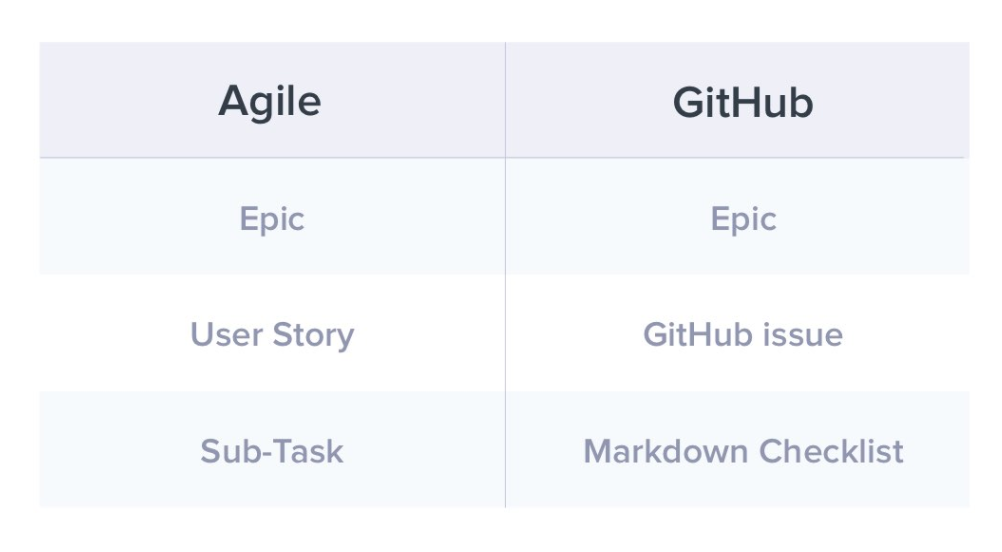 Agile GitHub
Epic Epic
User Story GitHub issue
Sub-Task Markdown Checklist